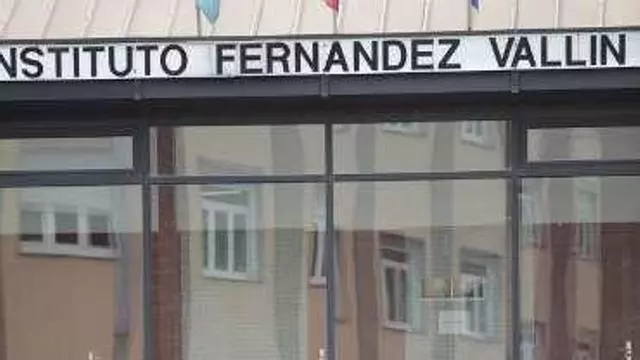 NSTITUTO FERNANDEZ VALLIN